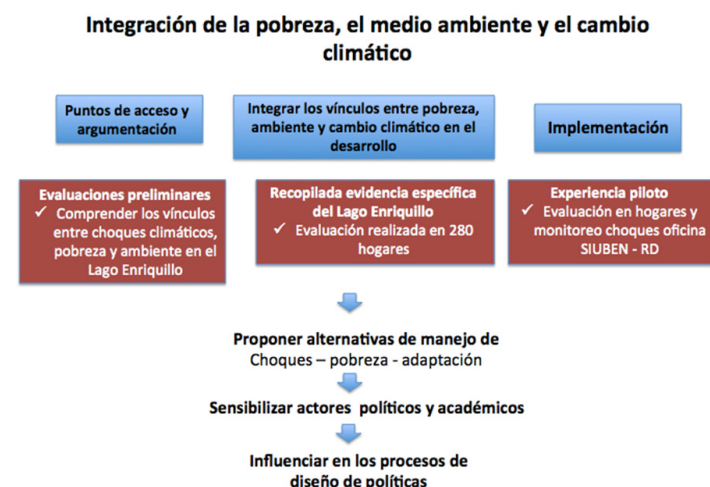 Integración de la pobreza, el medio ambiente y el cambio
climático
Puntos de acceso y
argumentación
Integrar los vínculos entre pobreza,
ambiente y cambio climático en el
desarrollo
Implementación
Evaluaciones preliminares
✓ Comprender los vínculos
entre choques climáticos,
pobreza y ambiente en el
Lago Enriquillo
Recopilada evidencia específica
del Lago Enriquillo
✓ Evaluación realizada en 280
hogares
Experiencia piloto
✓ Evaluación en hogares y
monitoreo choques oficina
SIUBEN - RD
Proponer alternativas de manejo de
Choques – pobreza - adaptación
Sensibilizar actores políticos y académicos
Influenciar en los procesos de
diseño de políticas